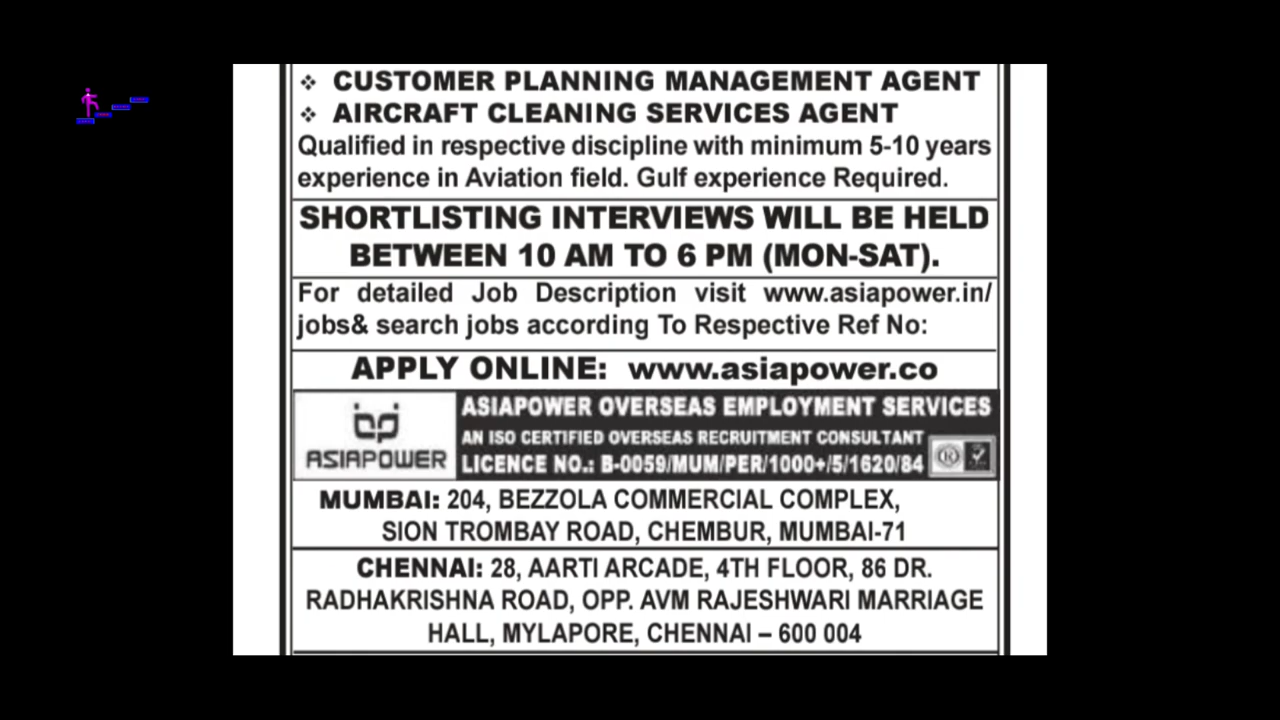 ❖ CUSTOMER PLANNING MANAGEMENT AGENT
❖ AIRCRAFT CLEANING SERVICES AGENT
Qualified in respective discipline with minimum 5-10 years
experience in Aviation field. Gulf experience Required.
SHORTLISTING INTERVIEWS WILL BE HELD
BETWEEN 10 AM TO 6 PM (MON-SAT).
For detailed Job Description visit www.asiapower.in/
jobs& search jobs according To Respective Ref No:
APPLY ONLINE: www.asiapower.co
ASIAPOWER
ASIAPOWER OVERSEAS EMPLOYMENT SERVICES
AN ISO CERTIFIED OVERSEAS RECRUITMENT CONSULTANT
LICENCE NO.: B-0059/MUM/PER/1000+/5/1620/84
MUMBAI: 204, BEZZOLA COMMERCIAL COMPLEX,
SION TROMBAY ROAD, CHEMBUR, MUMBAI-71
CHENNAI: 28, AARTI ARCADE, 4TH FLOOR, 86 DR.
RADHAKRISHNA ROAD, OPP. AVM RAJESHWARI MARRIAGE
HALL, MYLAPORE, CHENNAI – 600 004